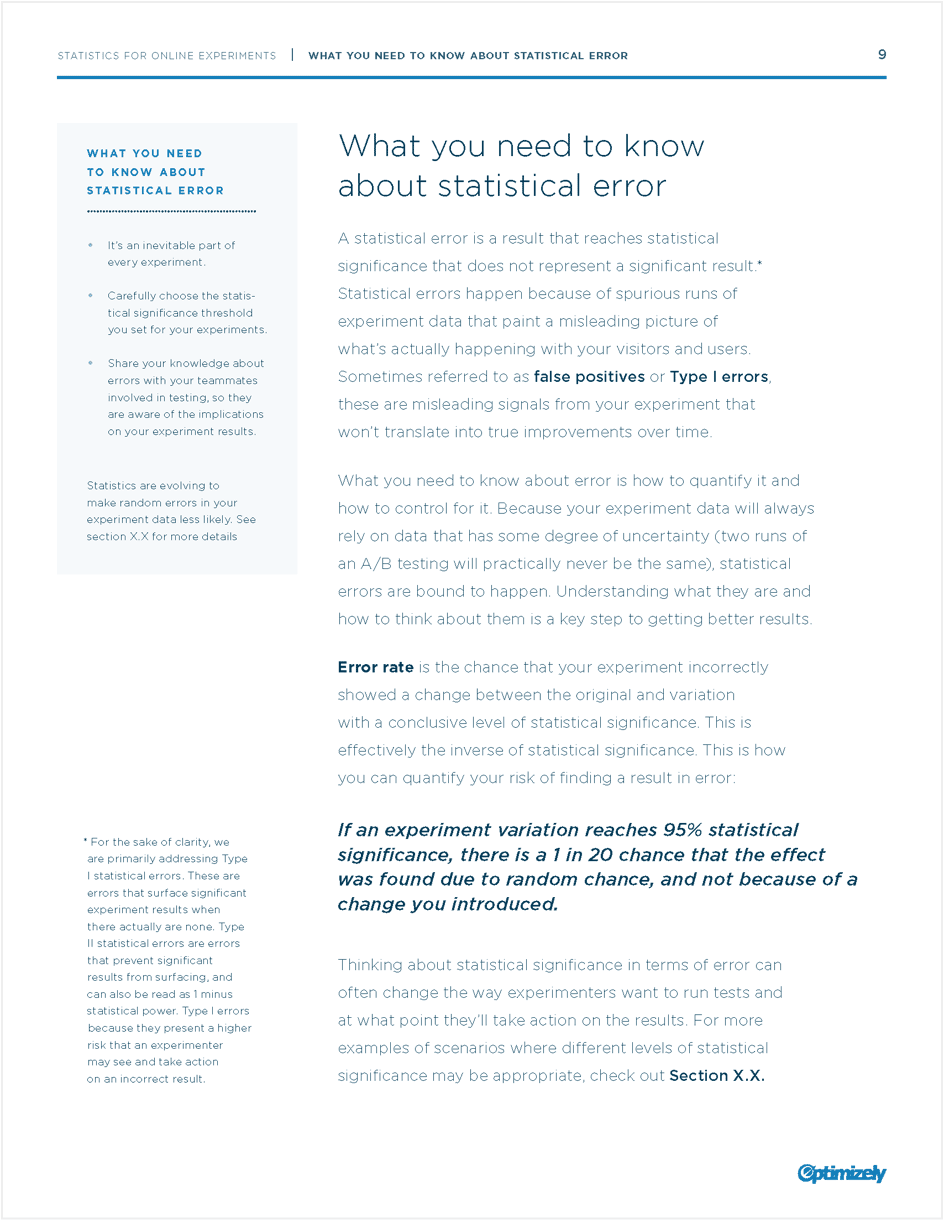 STATISTICS FOR ONLINE EXPERIMENTS | WHAT YOU NEED TO KNOW ABOUT STATISTICAL ERROR 9
WHAT YOU NEED
TO KNOW ABOUT
STATISTICAL ERROR
• It's an inevitable part of
every experiment.
• Carefully choose the statis-
tical significance threshold
you set for your experiments.
• Share your knowledge about
errors with your teammates
involved in testing, so they
are aware of the implications
on your experiment results.
Statistics are evolving to
make random errors in your
experiment data less likely. See
section X.X for more details
* For the sake of clarity, we
are primarily addressing Type
I statistical errors. These are
errors that surface significant
experiment results when
there actually are none. Type
II statistical errors are errors
that prevent significant
results from surfacing, and
can also be read as 1 minus
statistical power. Type I errors
because they present a higher
risk that an experimenter
may see and take action
on an incorrect result.
What you need to know
about statistical error
A statistical error is a result that reaches statistical
significance that does not represent a significant result.*
Statistical errors happen because of spurious runs of
experiment data that paint a misleading picture of
what's actually happening with your visitors and users.
Sometimes referred to as false positives or Type I errors,
these are misleading signals from your experiment that
won't translate into true improvements over time.
What you need to know about error is how to quantify it and
how to control for it. Because your experiment data will always
rely on data that has some degree of uncertainty (two runs of
an A/B testing will practically never be the same), statistical
errors are bound to happen. Understanding what they are and
how to think about them is a key step to getting better results.
Error rate is the chance that your experiment incorrectly
showed a change between the original and variation
with a conclusive level of statistical significance. This is
effectively the inverse of statistical significance. This is how
you can quantify your risk of finding a result in error:
If an experiment variation reaches 95% statistical
significance, there is a 1 in 20 chance that the effect
was found due to random chance, and not because of a
change you introduced.
Thinking about statistical significance in terms of error can
often change the way experimenters want to run tests and
at what point they'll take action on the results. For more
examples of scenarios where different levels of statistical
significance may be appropriate, check out Section X.X.
Optimizely